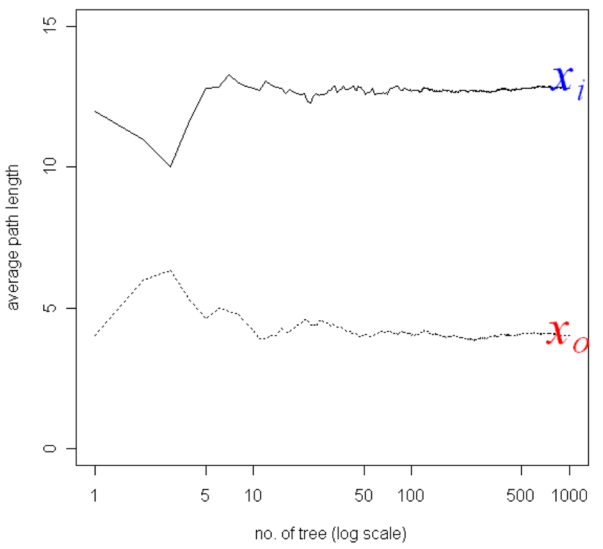 15
10
5
0
average path length
x_i
x_o
1 5 10 50 100 500 1000
no. of tree (log scale)